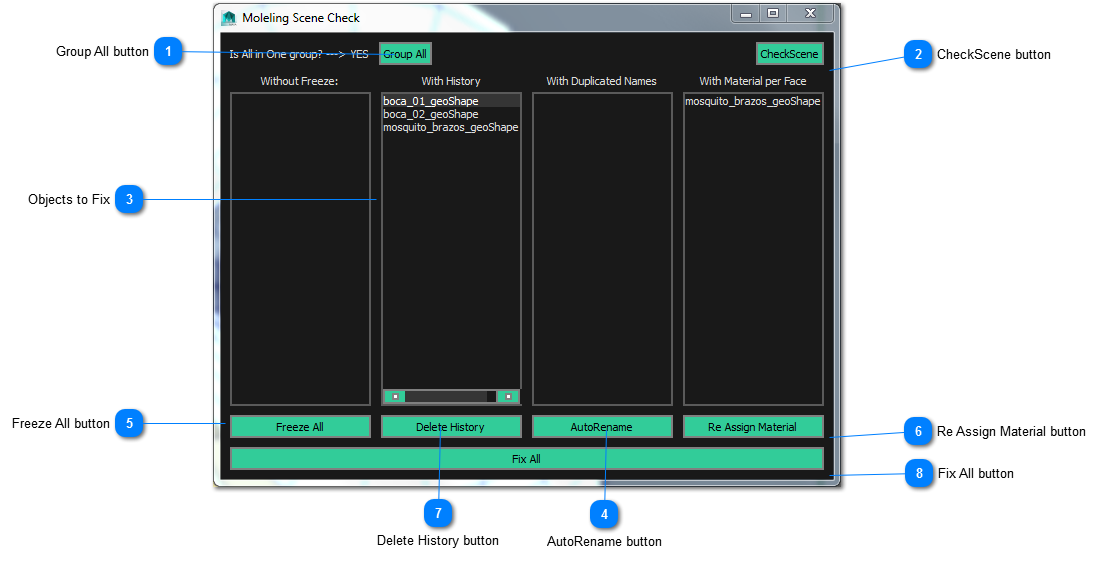 Moleling Scene Check
Group All button 1
Is All in One group? ---> YES Group All CheckScene
2 CheckScene button
Without Freeze: With History With Duplicated Names With Material per Face
boca_01_geoShape mosquito_brazos_geoShape
boca_02_geoShape
mosquito_brazos_geoShape
Objects to Fix 3
Freeze All button 5
Freeze All Delete History AutoRename Re Assign Material
6 Re Assign Material button
Fix All
8 Fix All button
7 4
Delete History button AutoRename button